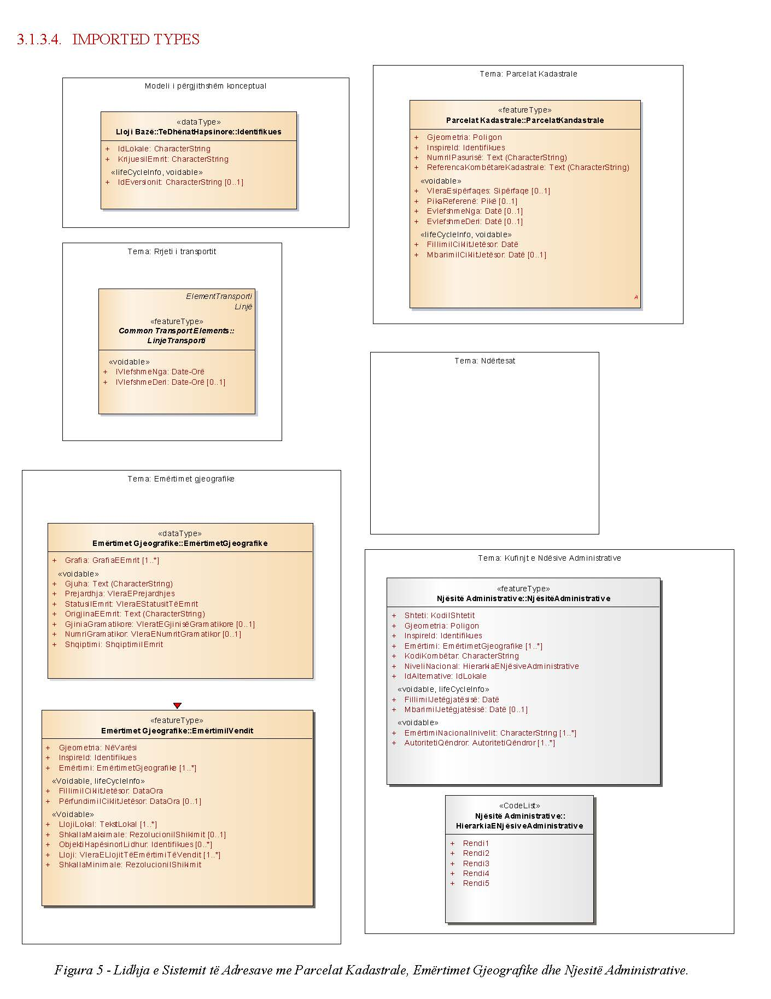 3.1.3.4. IMPORTED TYPES
Modeli i përgjithshëm konceptual
«dataType»
Lloji Bazë::TeDhënatHapsinore::Identifikues
+ IdLokale: CharacterString
+ KrijuesiIEmrit: CharacterString
«lifeCycleInfo, voidable»
+ IdEversionit: CharacterString [0..1]
Tema: Parcelat Kadastrale
«featureType»
Parcelat Kadastrale::ParcelatKandastrale
+ Gjeometria: Poligon
+ InspireId: Identifikues
+ NumriIPasurisë: Text (CharacterString)
+ ReferencaKombëtareKadastrale: Text (CharacterString)
«voidable»
+ VleraEsipërfaqes: Sipërfaqe [0..1]
+ PikaReferenë: Pikë [0..1]
+ EvlefshmeNga: Datë [0..1]
+ EvlefshmeDeri: Datë [0..1]
«lifeCycleInfo, voidable»
+ FillimiICiklitJetësor: Datë
+ MbarimiICiklitJetësor: Datë [0..1]
A
Tema: Rrjeti i transportit
ElementTransporti
Linjë
«featureType»
Common Transport Elements::
LinjeTransporti
«voidable»
+ IVlefshmeNga: Date-Orë
+ IVlefshmeDeri: Date-Orë [0..1]
Tema: Ndërtesat
Tema: Emërtimet gjeografike
«dataType»
Emërtimet Gjeografike::EmërtimetGjeografike
+ Grafia: GrafiaEEmrit [1..*]
«voidable»
+ Gjuha: Text (CharacterString)
+ Prejardhja: VleraEPrejardhjes
+ StatusiIEmrit: VleraEStatusitTëEmrit
+ OrigjinaEEmrit: Text (CharacterString)
+ GjiniaGramatikore: VleratEGjinisëGramatikore [0..1]
+ NumriGramatikor: VleraENumritGramatikor [0..1]
+ Shqiptimi: ShqiptimiIEmrit
«featureType»
Emërtimet Gjeografike::EmërtimiIVendit
+ Gjeometria: NëVarësi
+ InspireId: Identifikues
+ Emërtimi: EmërtimetGjeografike [1..*]
«Voidable, lifeCycleInfo»
+ FillimiICiklitJetësor: DataOra
+ PërfundimiICiklitJetësor: DataOra [0..1]
«Voidable»
+ LlojiLokal: TekstLokal [1..*]
+ ShkallaMaksimale: RezolucioniIShikimit [0..1]
+ ObjektiHapësinorILidhur: Identifikues [0..*]
+ Lloji: VleraELlojitTëEmërtimiTëVendit [1..*]
+ ShkallaMinimale: RezolucioniIShikimit
Tema: Kufinjt e Ndësive Administrative
«featureType»
Njësitë Administrative::NjësitëAdministrative
+ Shteti: KodiIShtetit
+ Gjeometria: Poligon
+ InspireId: Identifikues
+ Emërtimi: EmërtimetGjeografike [1..*]
+ KodiKombëtar: CharacterString
+ NiveliNacional: HierarkiaENjësiveAdministrative
+ IdAlternative: IdLokale
«voidable, lifeCycleInfo»
+ FillimiIJetëgjatësisë: Datë
+ MbarimiIJetëgjatësisë: Datë [0..1]
«voidable»
+ EmërtimiNacionalInivelit: CharacterString [1..*]
+ AutoritetiQëndror: AutoritetiQëndror [1..*]
«CodeList»
Njësitë Administrative::
HierarkiaENjësiveAdministrative
+ Rendi1
+ Rendi2
+ Rendi3
+ Rendi4
+ Rendi5
Figura 5 - Lidhja e Sistemit të Adresave me Parcelat Kadastrale, Emërtimet Gjeografike dhe Njesitë Administrative.